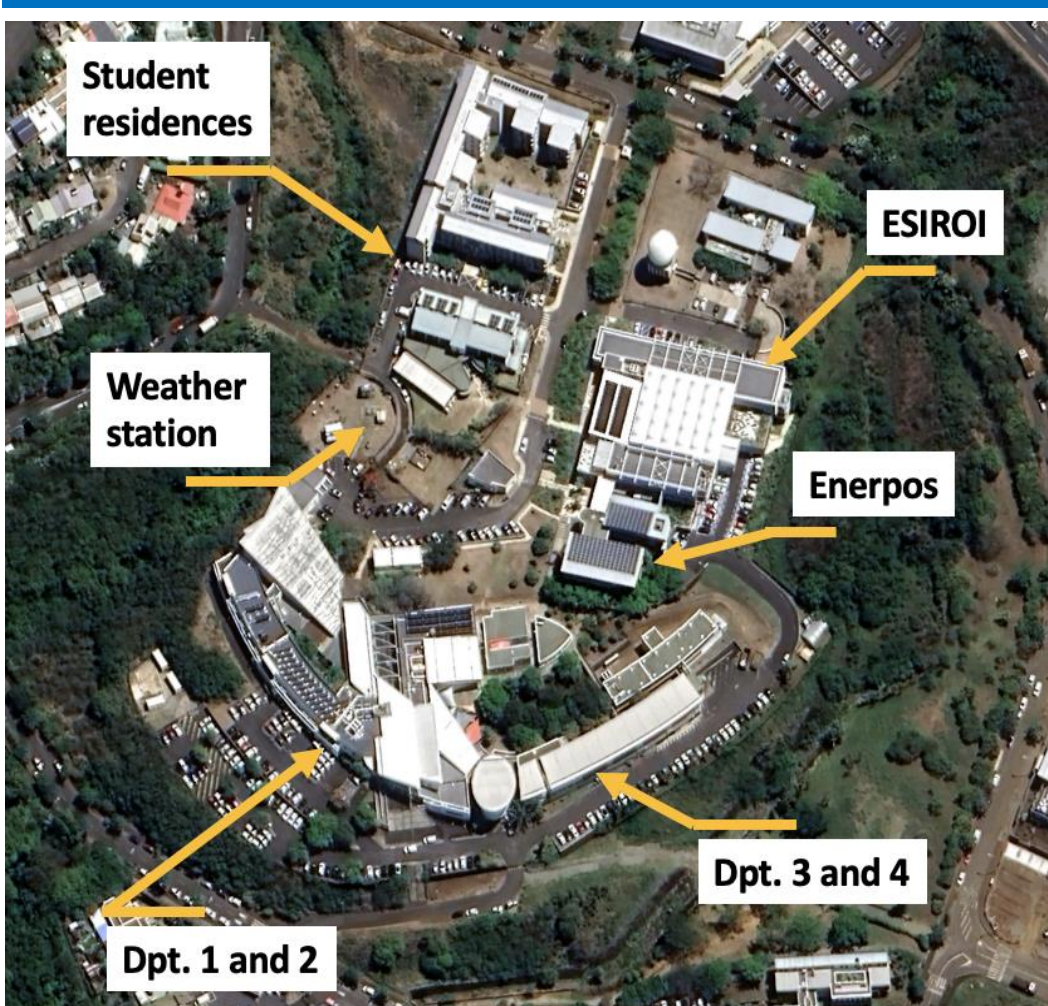 Student
residences
ESIROI
Weather
station
Enerpos
Dpt. 3 and 4
Dpt. 1 and 2